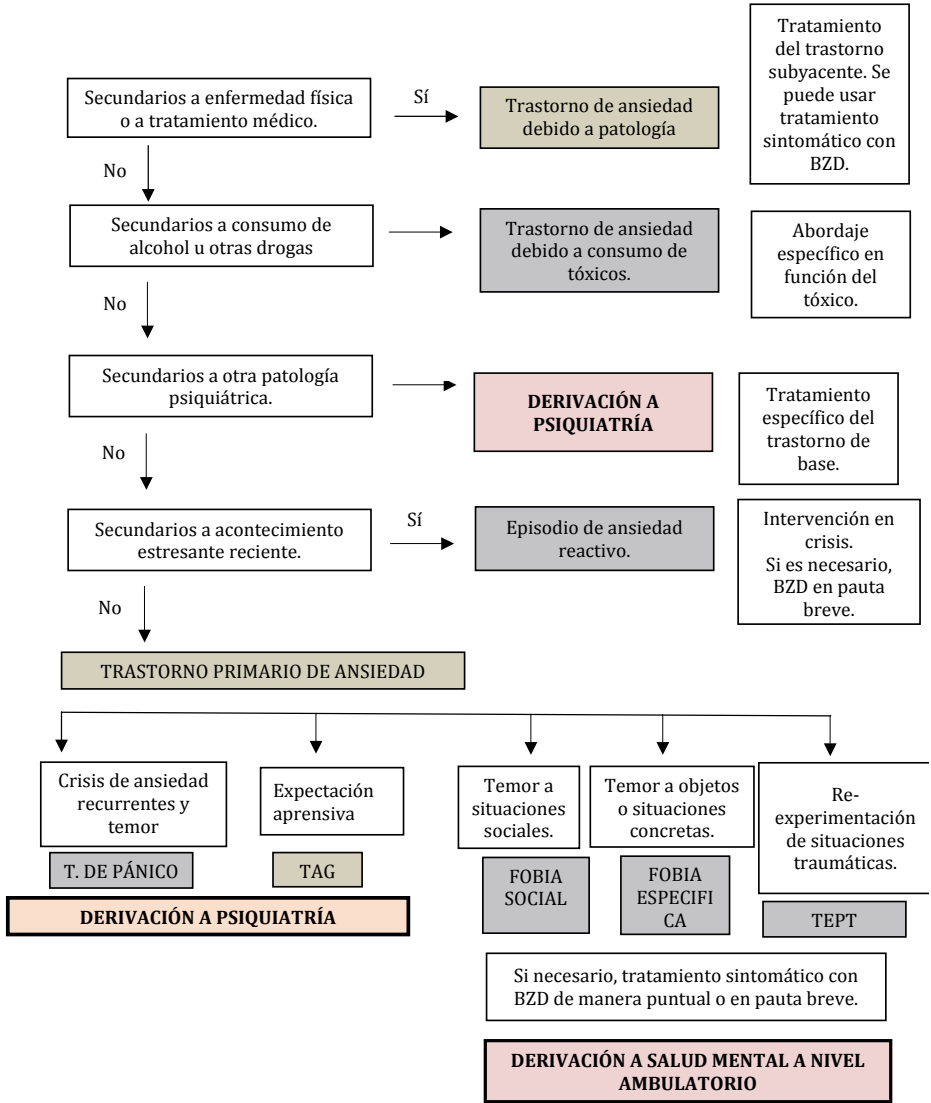 Secundarios a enfermedad física
o a tratamiento médico.
Sí
Trastorno de ansiedad
debido a patología
Tratamiento
del trastorno
subyacente. Se
puede usar
tratamiento
sintomático con
BZD.
No
Secundarios a consumo de
alcohol u otras drogas
Trastorno de ansiedad
debido a consumo de
tóxicos.
Abordaje
específico en
función del
tóxico.
No
Secundarios a otra patología
psiquiátrica.
DERIVACIÓN A
PSIQUIATRÍA
Tratamiento
específico del
trastorno de
base.
No
Secundarios a acontecimiento
estresante reciente.
Sí
Episodio de ansiedad
reactivo.
Intervención en
crisis.
Si es necesario,
BZD en pauta
breve.
No
TRASTORNO PRIMARIO DE ANSIEDAD
Crisis de ansiedad
recurrentes y
temor
T. DE PÁNICO
Expectación
aprensiva
TAG
DERIVACIÓN A PSIQUIATRÍA
Temor a
situaciones
sociales.
FOBIA
SOCIAL
Temor a objetos
o situaciones
concretas.
FOBIA
ESPECIFI
CA
Re-
experimentación
de situaciones
traumáticas.
TEPT
Si necesario, tratamiento sintomático con
BZD de manera puntual o en pauta breve.
DERIVACIÓN A SALUD MENTAL A NIVEL
AMBULATORIO